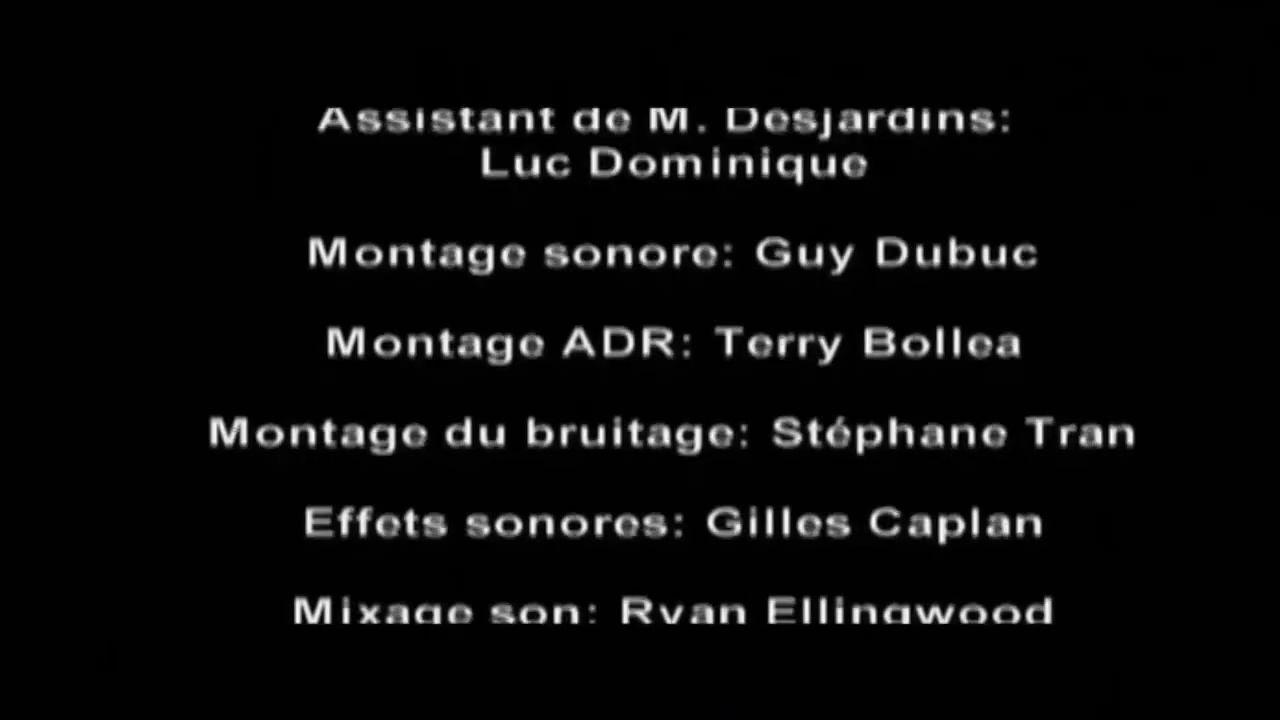 Assistant de M. Desjardins:
Luc Dominique
Montage sonore: Guy Dubuc
Montage ADR: Terry Bollea
Montage du bruitage: Stéphane Tran
Effets sonores: Gilles Caplan
Mixage son: Ryan Ellingwood